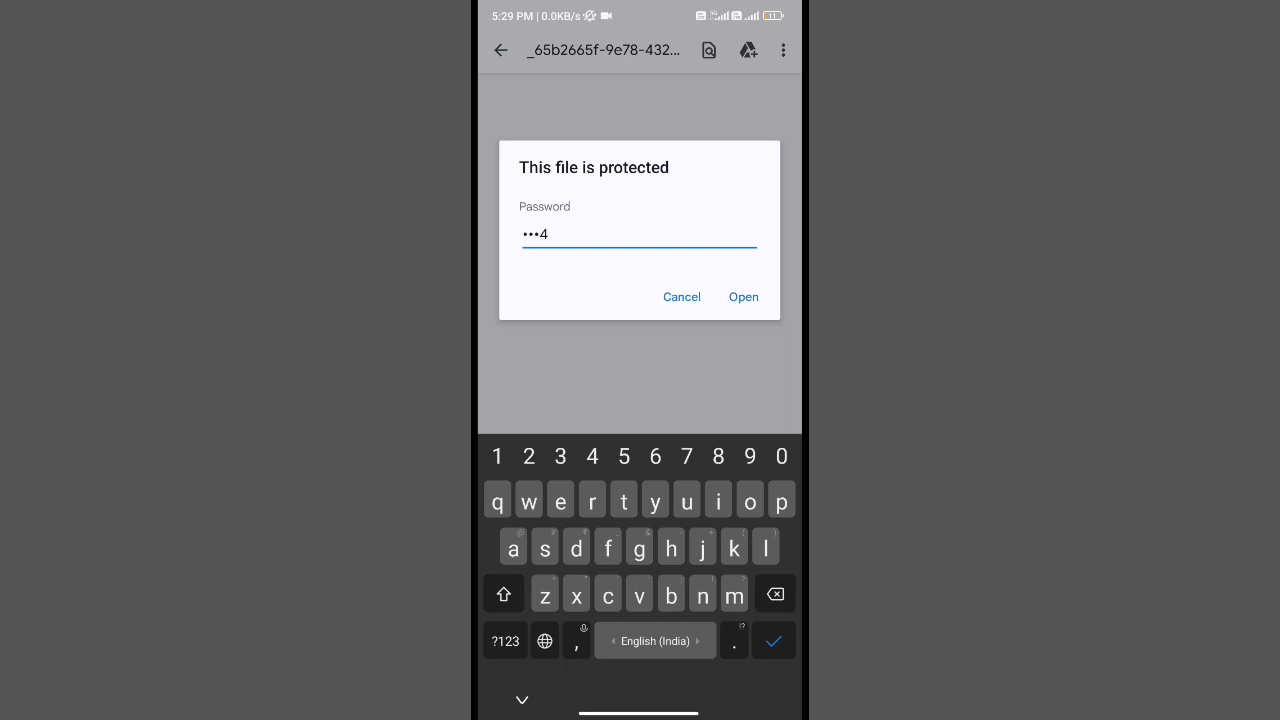 5:29 PM | 0.0KB/s
_65b2665f-9e78-432...
This file is protected
Password
•••4
Cancel Open
1 2 3 4 5 6 7 8 9 0
q w e r t y u i o p
a s d f g h j k l
z x c v b n m
?123 , English (India) .